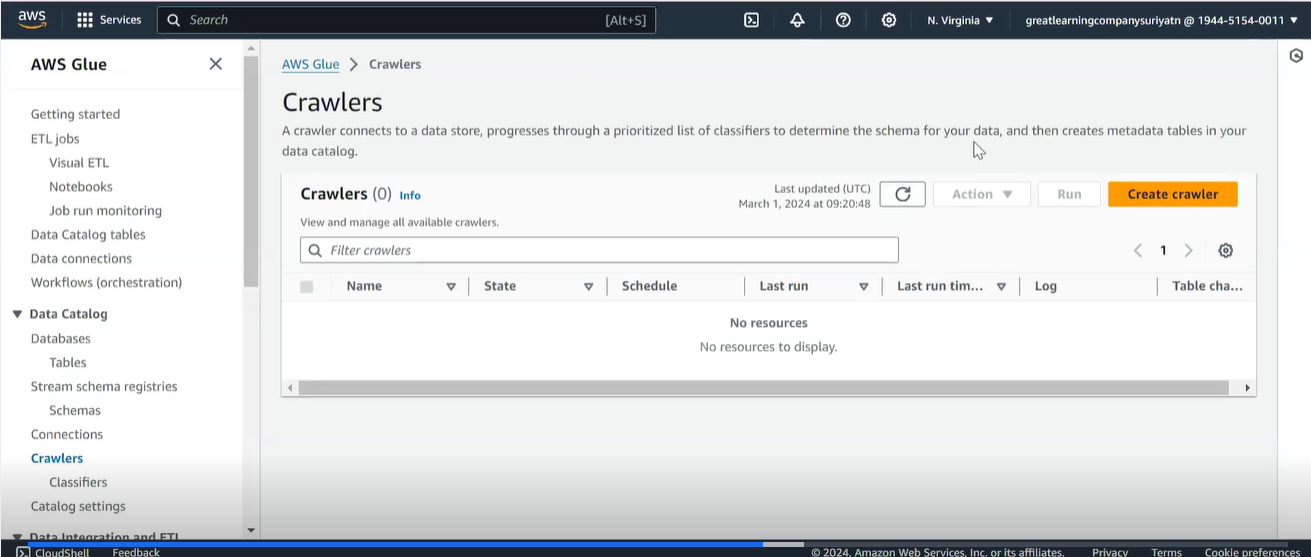 aws Services Search [Alt+S] N. Virginia greatlearningcompanysuriyatn @ 1944-5154-0011
AWS Glue
Getting started
ETL jobs
Visual ETL
Notebooks
Job run monitoring
Data Catalog tables
Data connections
Workflows (orchestration)
Data Catalog
Databases
Tables
Stream schema registries
Schemas
Connections
Crawlers
Classifiers
Catalog settings
Data Integration and ETL
AWS Glue > Crawlers
Crawlers
A crawler connects to a data store, progresses through a prioritized list of classifiers to determine the schema for your data, and then creates metadata tables in your
data catalog.
Crawlers (0) Info
Last updated (UTC)
March 1, 2024 at 09:20:48
Action Run Create crawler
View and manage all available crawlers.
Filter crawlers
1
Name State Schedule Last run Last run tim... Log Table cha...
No resources
No resources to display.
CloudShell Feedback © 2024, Amazon Web Services, Inc. or its affiliates. Privacy Terms Cookie preferences